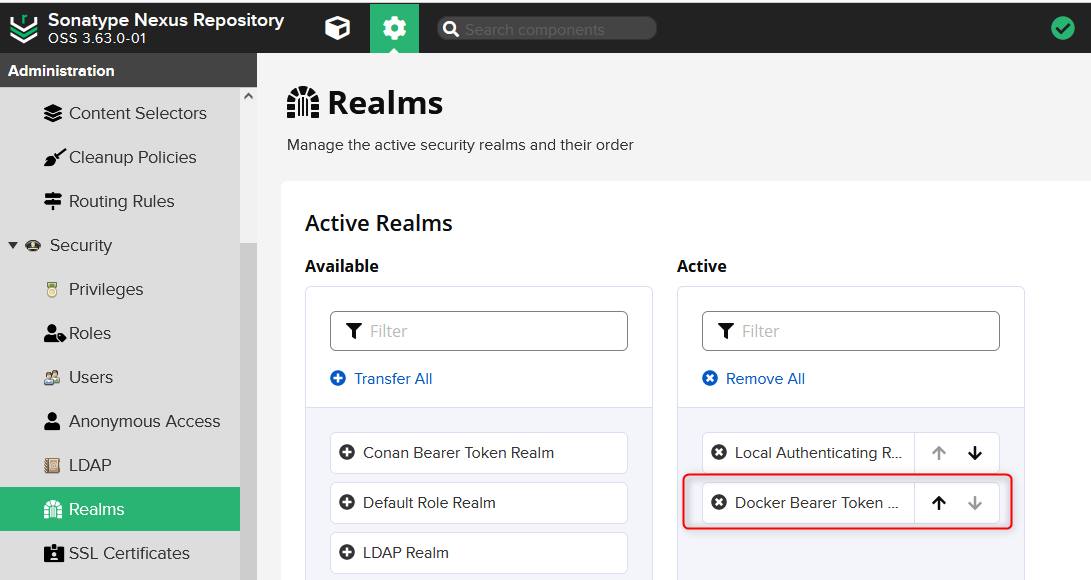 Sonatype Nexus Repository
OSS 3.63.0-01
Search components
Administration
Content Selectors
Cleanup Policies
Routing Rules
Security
Privileges
Roles
Users
Anonymous Access
LDAP
Realms
SSL Certificates
Realms
Manage the active security realms and their order
Active Realms
Available
Filter
Transfer All
Conan Bearer Token Realm
Default Role Realm
LDAP Realm
Active
Filter
Remove All
Local Authenticating R...
Docker Bearer Token ...